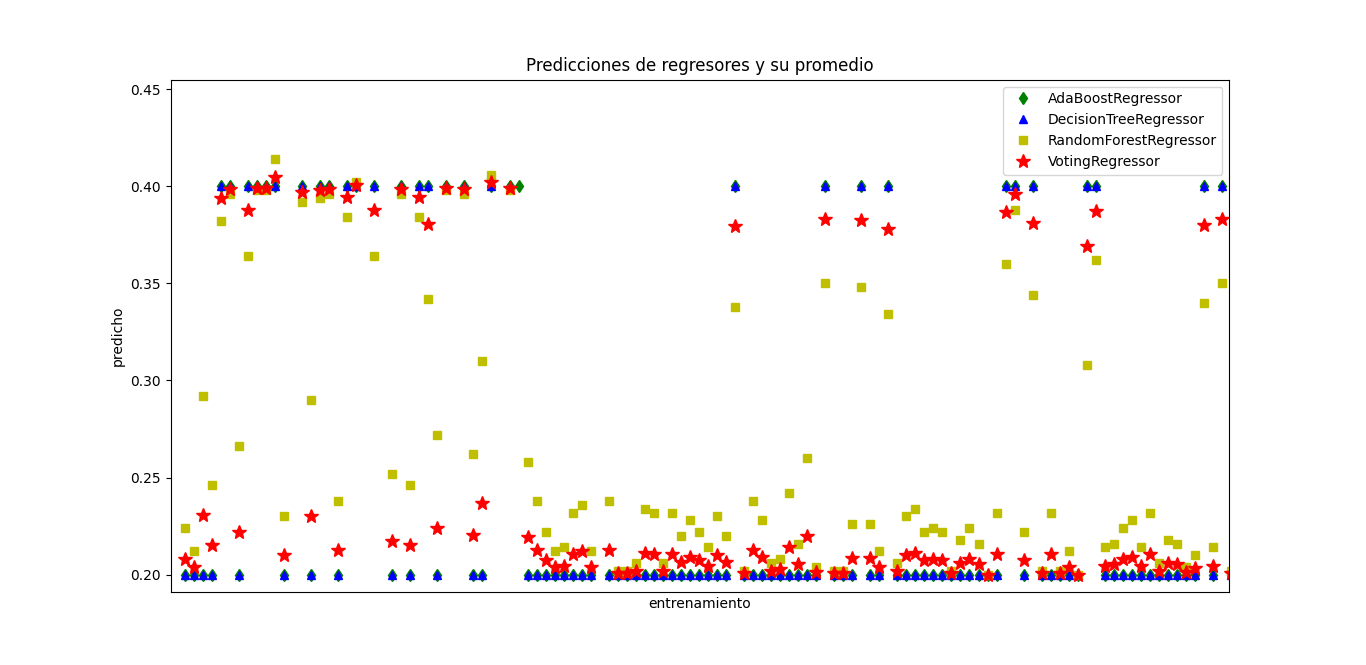 Predicciones de regresores y su promedio
0.45
0.40
0.35
0.30
0.25
0.20
predicho
entrenamiento
AdaBoostRegressor
DecisionTreeRegressor
RandomForestRegressor
VotingRegressor